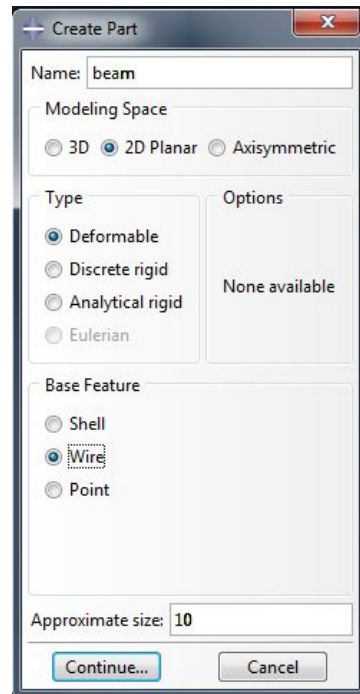 Create Part
Name: beam
Modeling Space
3D 2D Planar Axisymmetric
Type
Options
Deformable
Discrete rigid
Analytical rigid
Eulerian
None available
Base Feature
Shell
Wire
Point
Approximate size: 10
Continue... Cancel